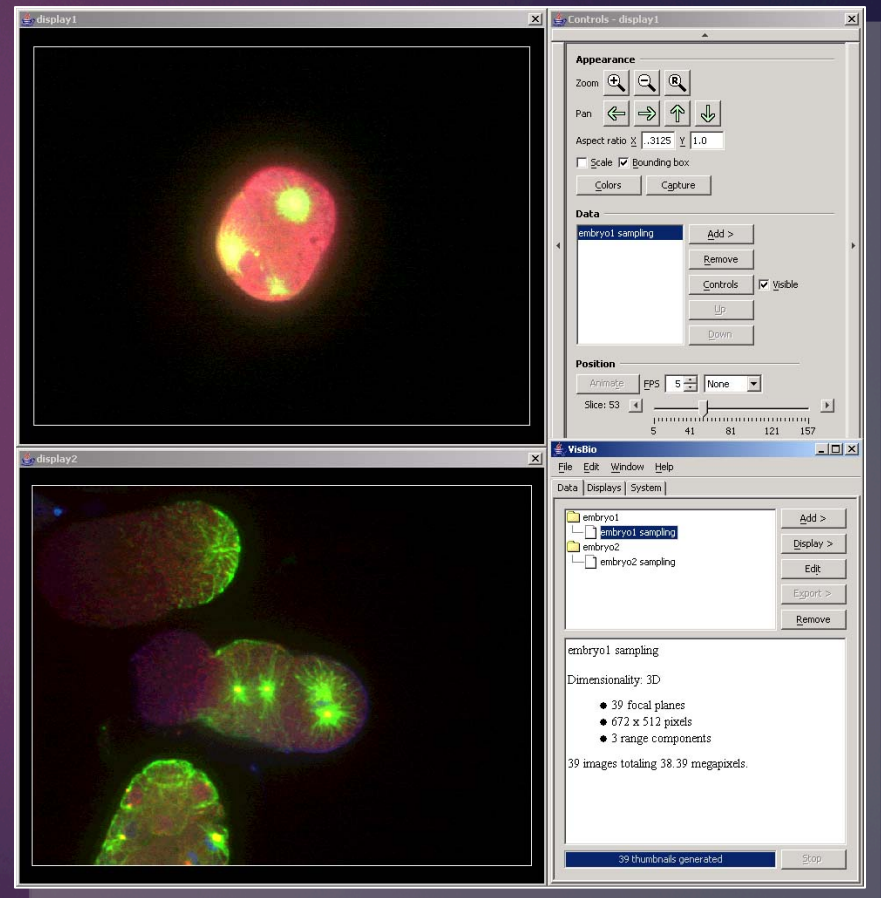 display1
Controls - display1
Appearance
Zoom
R
Pan
Aspect ratio X ..3125 Y 1.0
Scale Bounding box
Colors Capture
Data
embryo1 sampling
Add >
Remove
Controls Visible
Up
Down
Position
Animate FPS 5 None
Slice: 53
5 41 81 121 157
display2
VisBio
File Edit Window Help
Data Displays System
embryo1
embryo1 sampling
embryo2
embryo2 sampling
Add >
Display >
Edit
Export >
Remove
embryo1 sampling
Dimensionality: 3D
● 39 focal planes
● 672 x 512 pixels
● 3 range components
39 images totaling 38.39 megapixels.
39 thumbnails generated
Stop